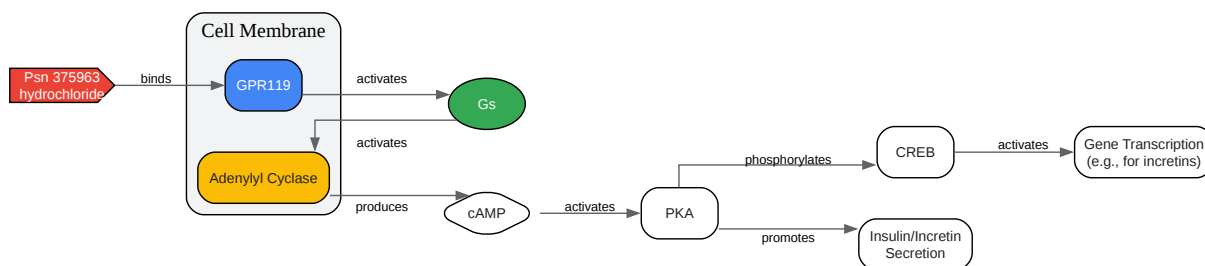 Cell Membrane
Psn 375963
hydrochloride
binds
GPR119
activates
Gs
activates
Adenylyl Cyclase
produces
cAMP
activates
PKA
phosphorylates
CREB
activates
Gene Transcription
(e.g., for incretins)
promotes
Insulin/Incretin
Secretion